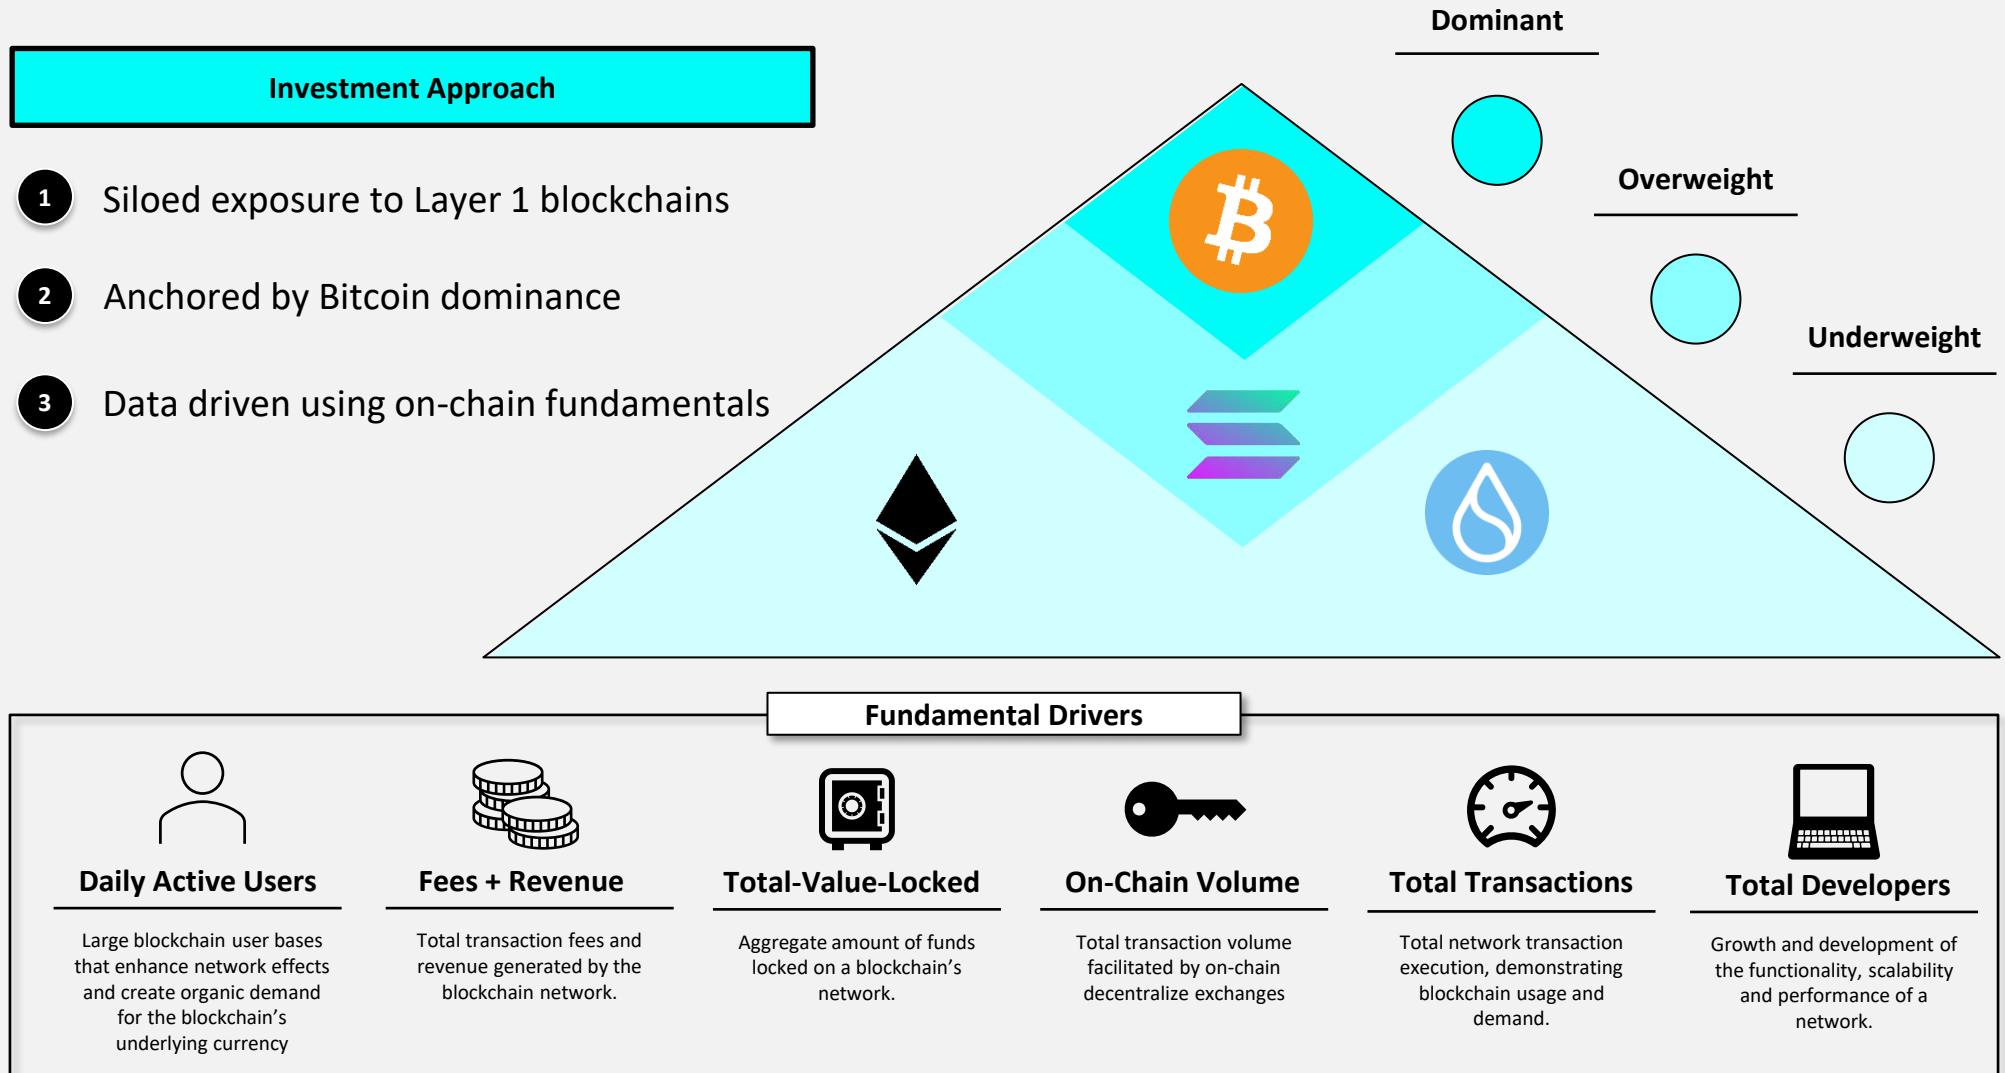 Dominant
Investment Approach
1 Siloed exposure to Layer 1 blockchains
2 Anchored by Bitcoin dominance
3 Data driven using on-chain fundamentals
Overweight
Underweight
Fundamental Drivers
Daily Active Users
Large blockchain user bases
that enhance network effects
and create organic demand
for the blockchain’s
underlying currency
Fees + Revenue
Total transaction fees and
revenue generated by the
blockchain network.
Total-Value-Locked
Aggregate amount of funds
locked on a blockchain’s
network.
On-Chain Volume
Total transaction volume
facilitated by on-chain
decentralize exchanges
Total Transactions
Total network transaction
execution, demonstrating
blockchain usage and
demand.
Total Developers
Growth and development of
the functionality, scalability
and performance of a
network.